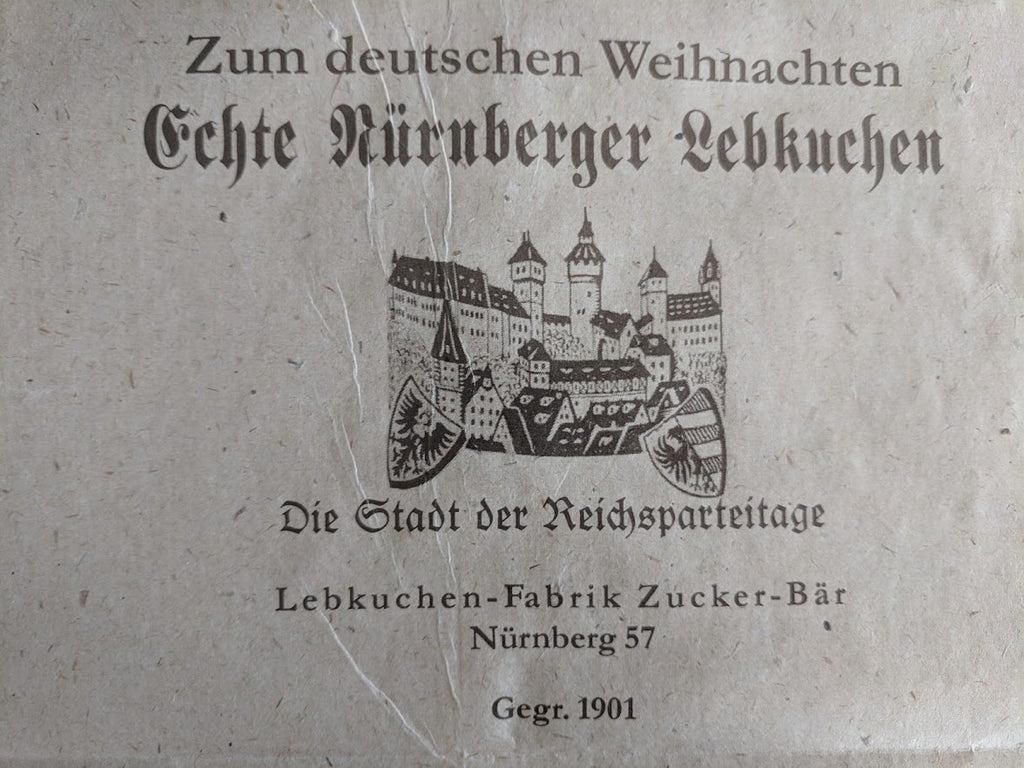 Zum deutschen Weihnachten
Echte Nürnberger Lebkuchen
Die Stadt der Reichsparteitage
Lebkuchen-Fabrik Zucker-Bär
Nürnberg 57
Gegr. 1901